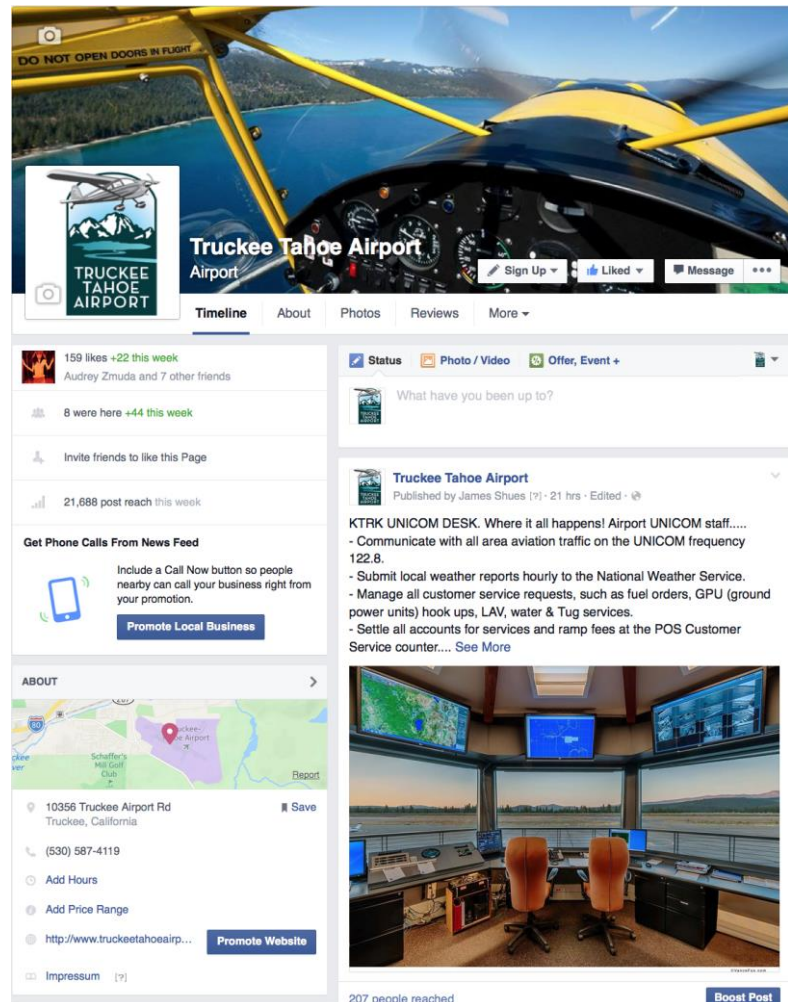 DO NOT OPEN DOORS IN FLIGHT
TRUCKEE
TAHOE
AIRPORT
Truckee Tahoe Airport
Airport
Sign Up
Liked
Message
Timeline About Photos Reviews More
159 likes +22 this week
Audrey Zmuda and 7 other friends
8 were here +44 this week
Invite friends to like this Page
21,688 post reach this week
Get Phone Calls From News Feed
Include a Call Now button so people
nearby can call your business right from
your promotion.
Promote Local Business
ABOUT
80
Schaffer's
Mill Golf
Club
Airport
Report
10356 Truckee Airport Rd Save
Truckee, California
(530) 587-4119
Add Hours
Add Price Range
http://www.truckeetahoeairp... Promote Website
Impressum [?]
Status Photo / Video Offer, Event +
What have you been up to?
Truckee Tahoe Airport
Published by James Shues [?] · 21 hrs · Edited ·
KTRK UNICOM DESK. Where it all happens! Airport UNICOM staff.....
- Communicate with all area aviation traffic on the UNICOM frequency
122.8.
- Submit local weather reports hourly to the National Weather Service.
- Manage all customer service requests, such as fuel orders, GPU (ground
power units) hook ups, LAV, water & Tug services.
- Settle all accounts for services and ramp fees at the POS Customer
Service counter.... See More
207 people reached Boost Post